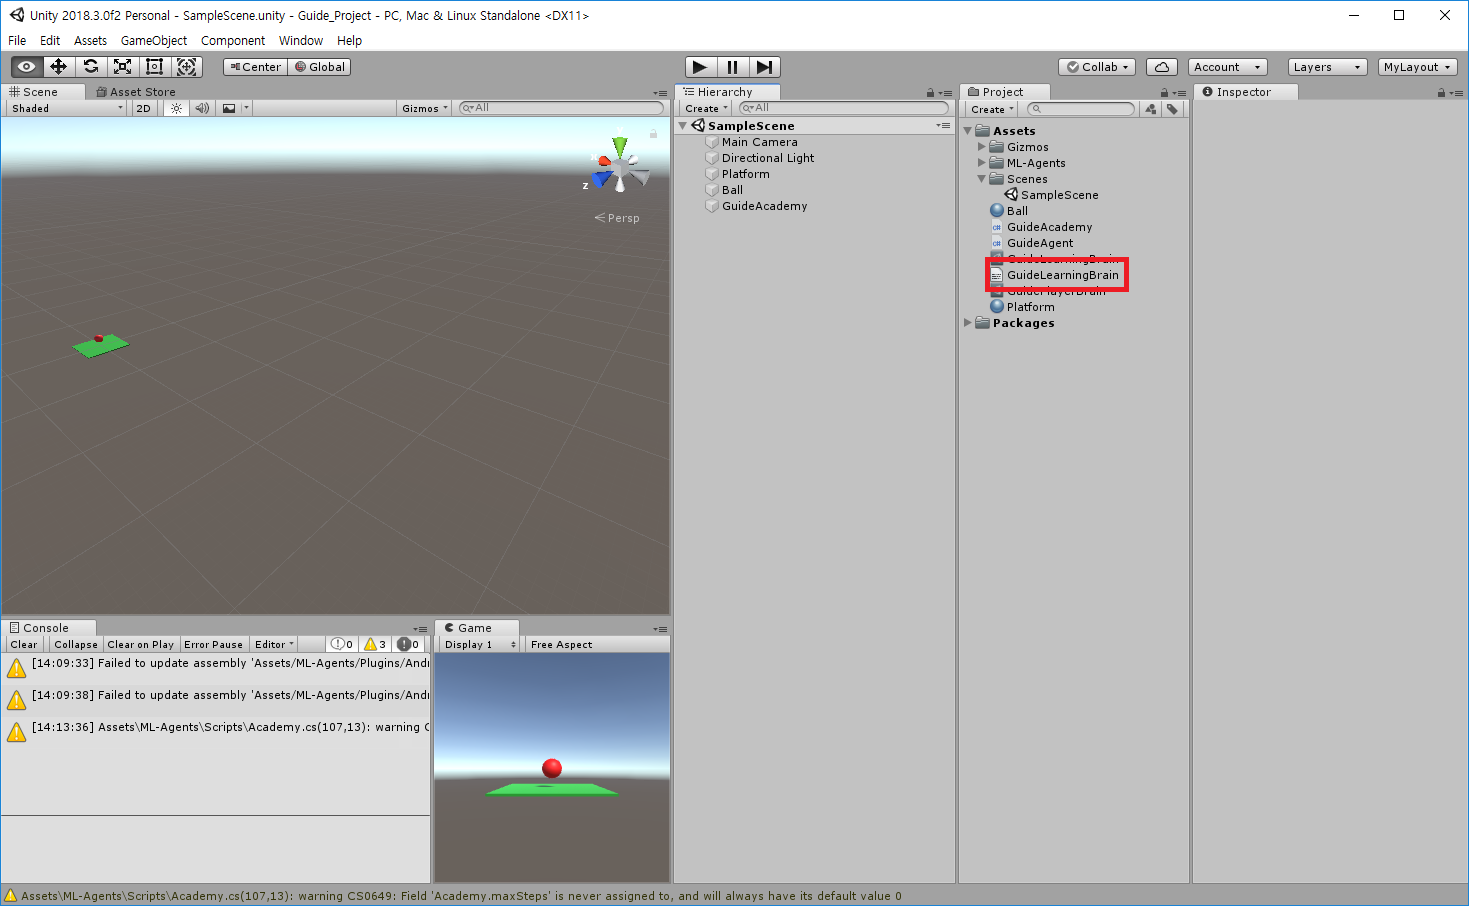 Unity 2018.3.0f2 Personal - SampleScene.unity - Guide_Project - PC, Mac & Linux Standalone <DX11>
File Edit Assets GameObject Component Window Help
Center Global Collab Account Layers MyLayout
Scene Asset Store
Shaded 2D Gizmos All
z
Persp
Hierarchy
Create All
SampleScene
Main Camera
Directional Light
Platform
Ball
GuideAcademy
Project
Create
Assets
Gizmos
ML-Agents
Scenes
SampleScene
Ball
GuideAcademy
GuideAgent
GuideLearningBrain
GuideLearningBrain
GuidePlayerBrain
Platform
Packages
Inspector
Console
Clear Collapse Clear on Play Error Pause Editor 0 3 0
[14:09:33] Failed to update assembly 'Assets/ML-Agents/Plugins/Andr
[14:09:38] Failed to update assembly 'Assets/ML-Agents/Plugins/Andr
[14:13:36] Assets\ML-Agents\Scripts\Academy.cs(107,13): warning C
Game
Display 1 Free Aspect
Assets\ML-Agents\Scripts\Academy.cs(107,13): warning CS0649: Field 'Academy.maxSteps' is never assigned to, and will always have its default value 0